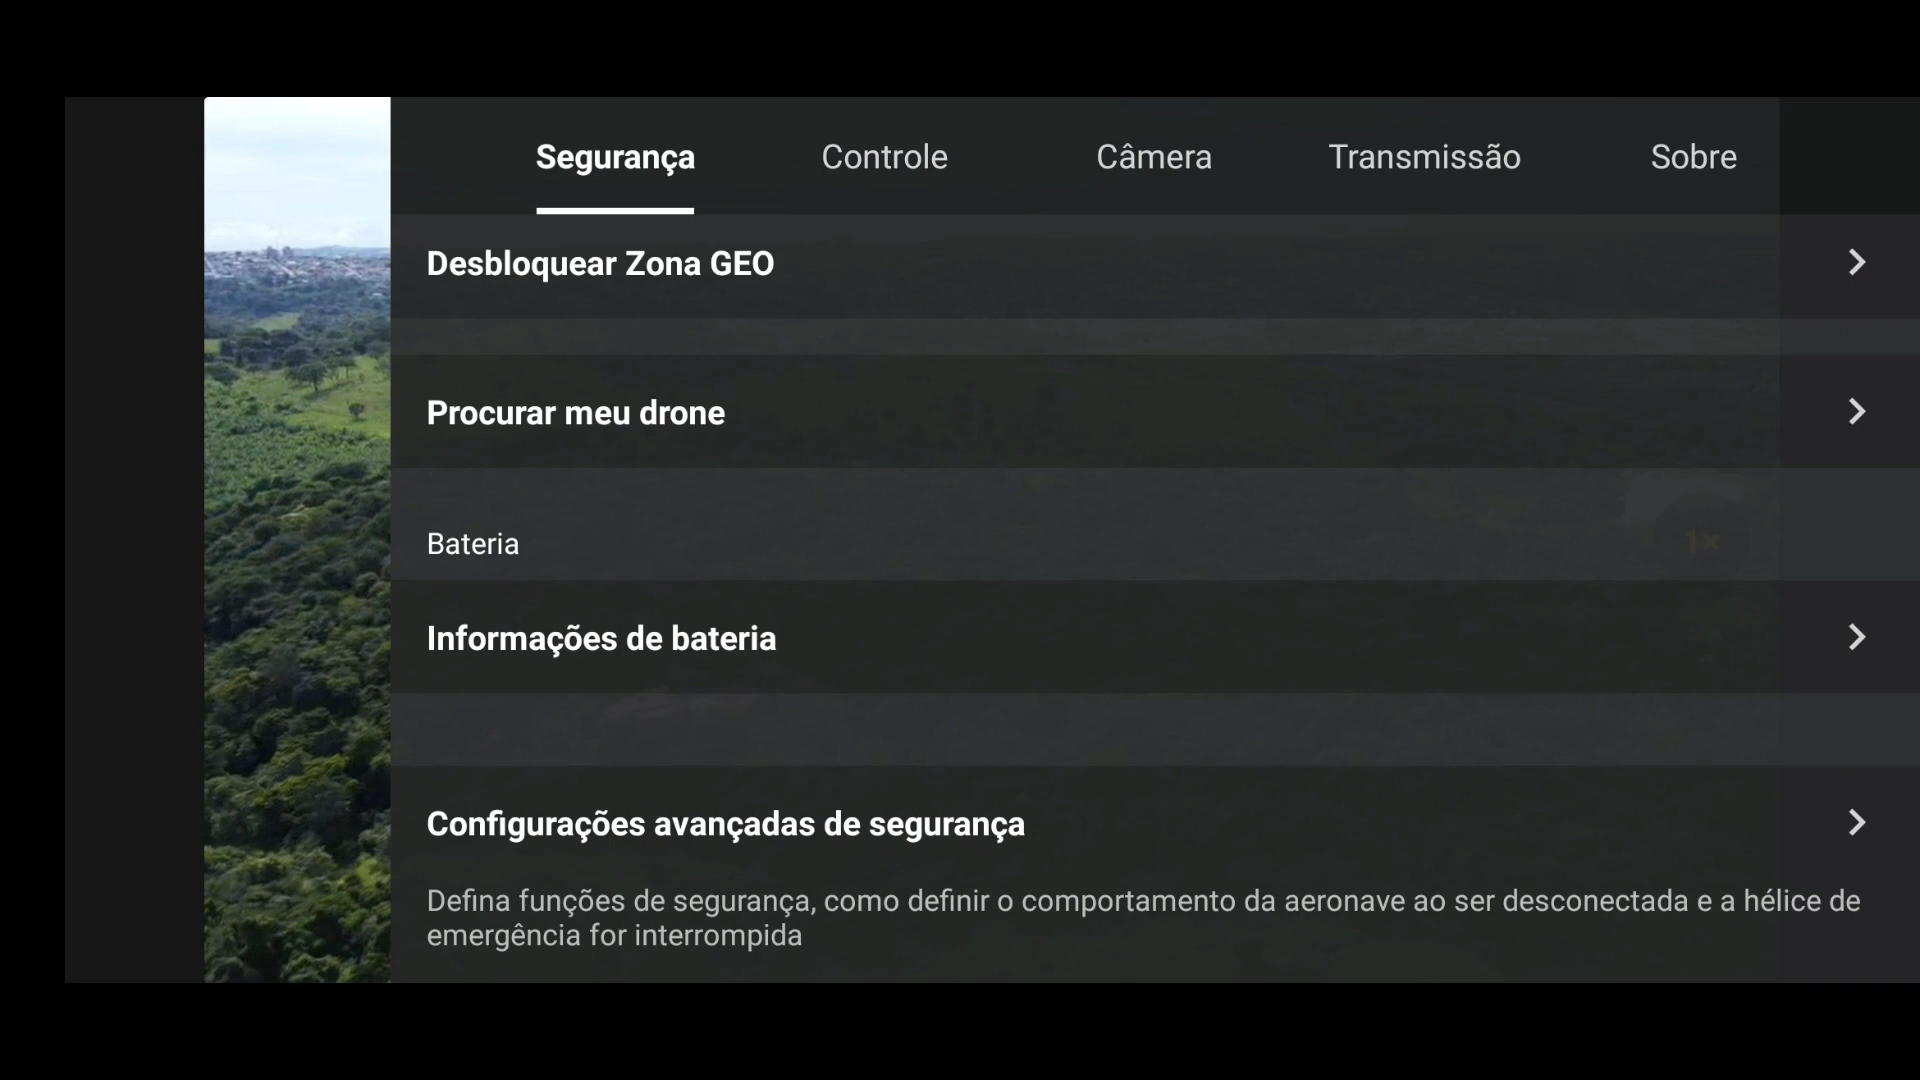 Segurança Controle Câmera Transmissão Sobre
Desbloquear Zona GEO
Procurar meu drone
Bateria
1×
Informações de bateria
Configurações avançadas de segurança
Defina funções de segurança, como definir o comportamento da aeronave ao ser desconectada e a hélice de
emergência for interrompida